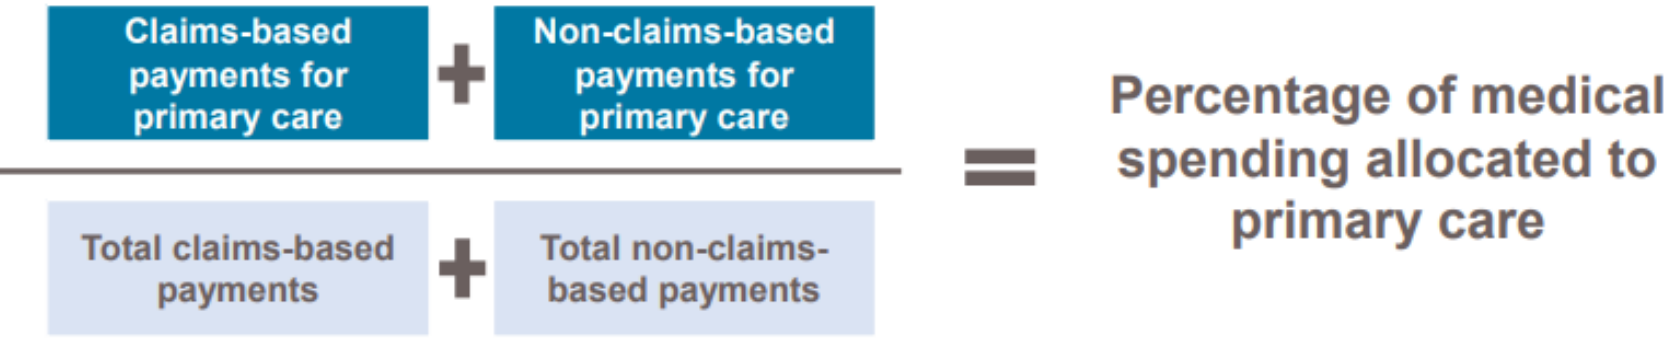 Claims-based
payments for
primary care
+
Non-claims-based
payments for
primary care
Total claims-based
payments
+
Total non-claims-
based payments
=
Percentage of medical
spending allocated to
primary care